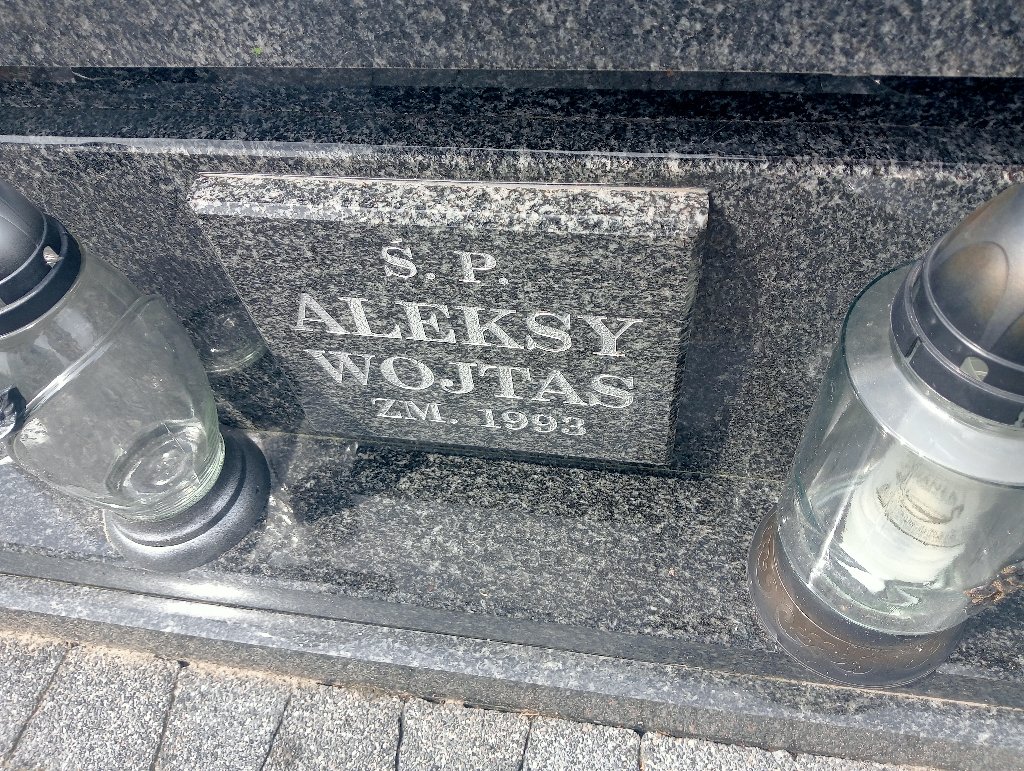 Ś. P.
ALEKSY
WOJTAS
ZM. 1993